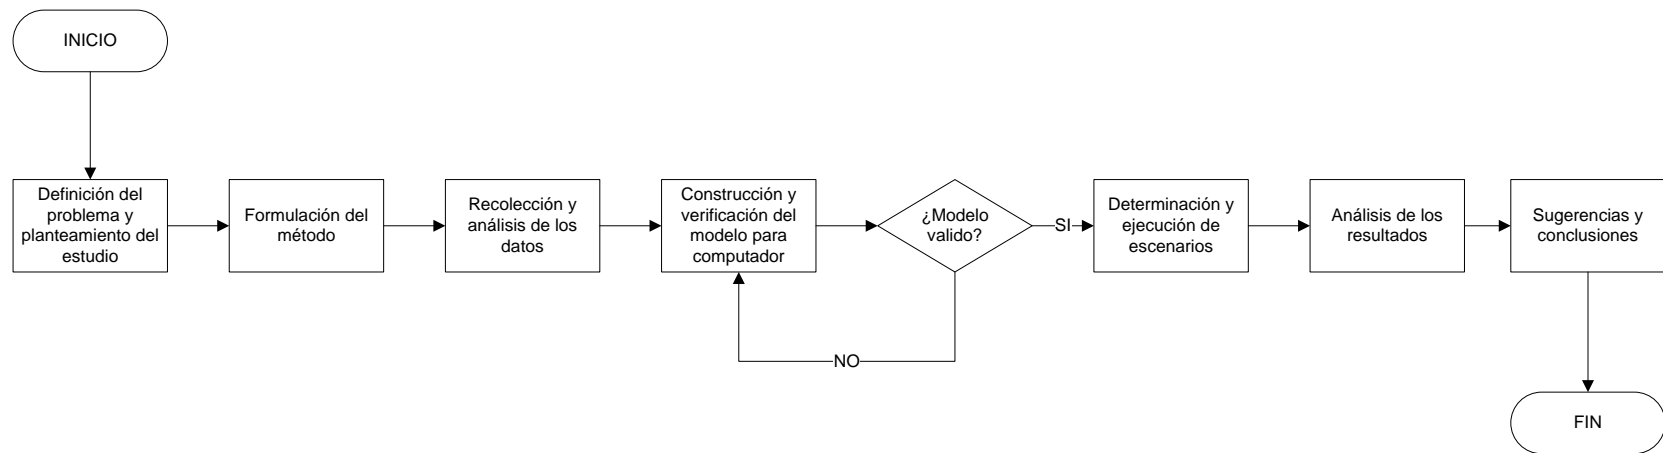 INICIO
Definición del
problema y
planteamiento del
estudio
Formulación del
método
Recolección y
análisis de los
datos
Construcción y
verificación del
modelo para
computador
¿Modelo
valido?
SI
NO
Determinación y
ejecución de
escenarios
Análisis de los
resultados
Sugerencias y
conclusiones
FIN